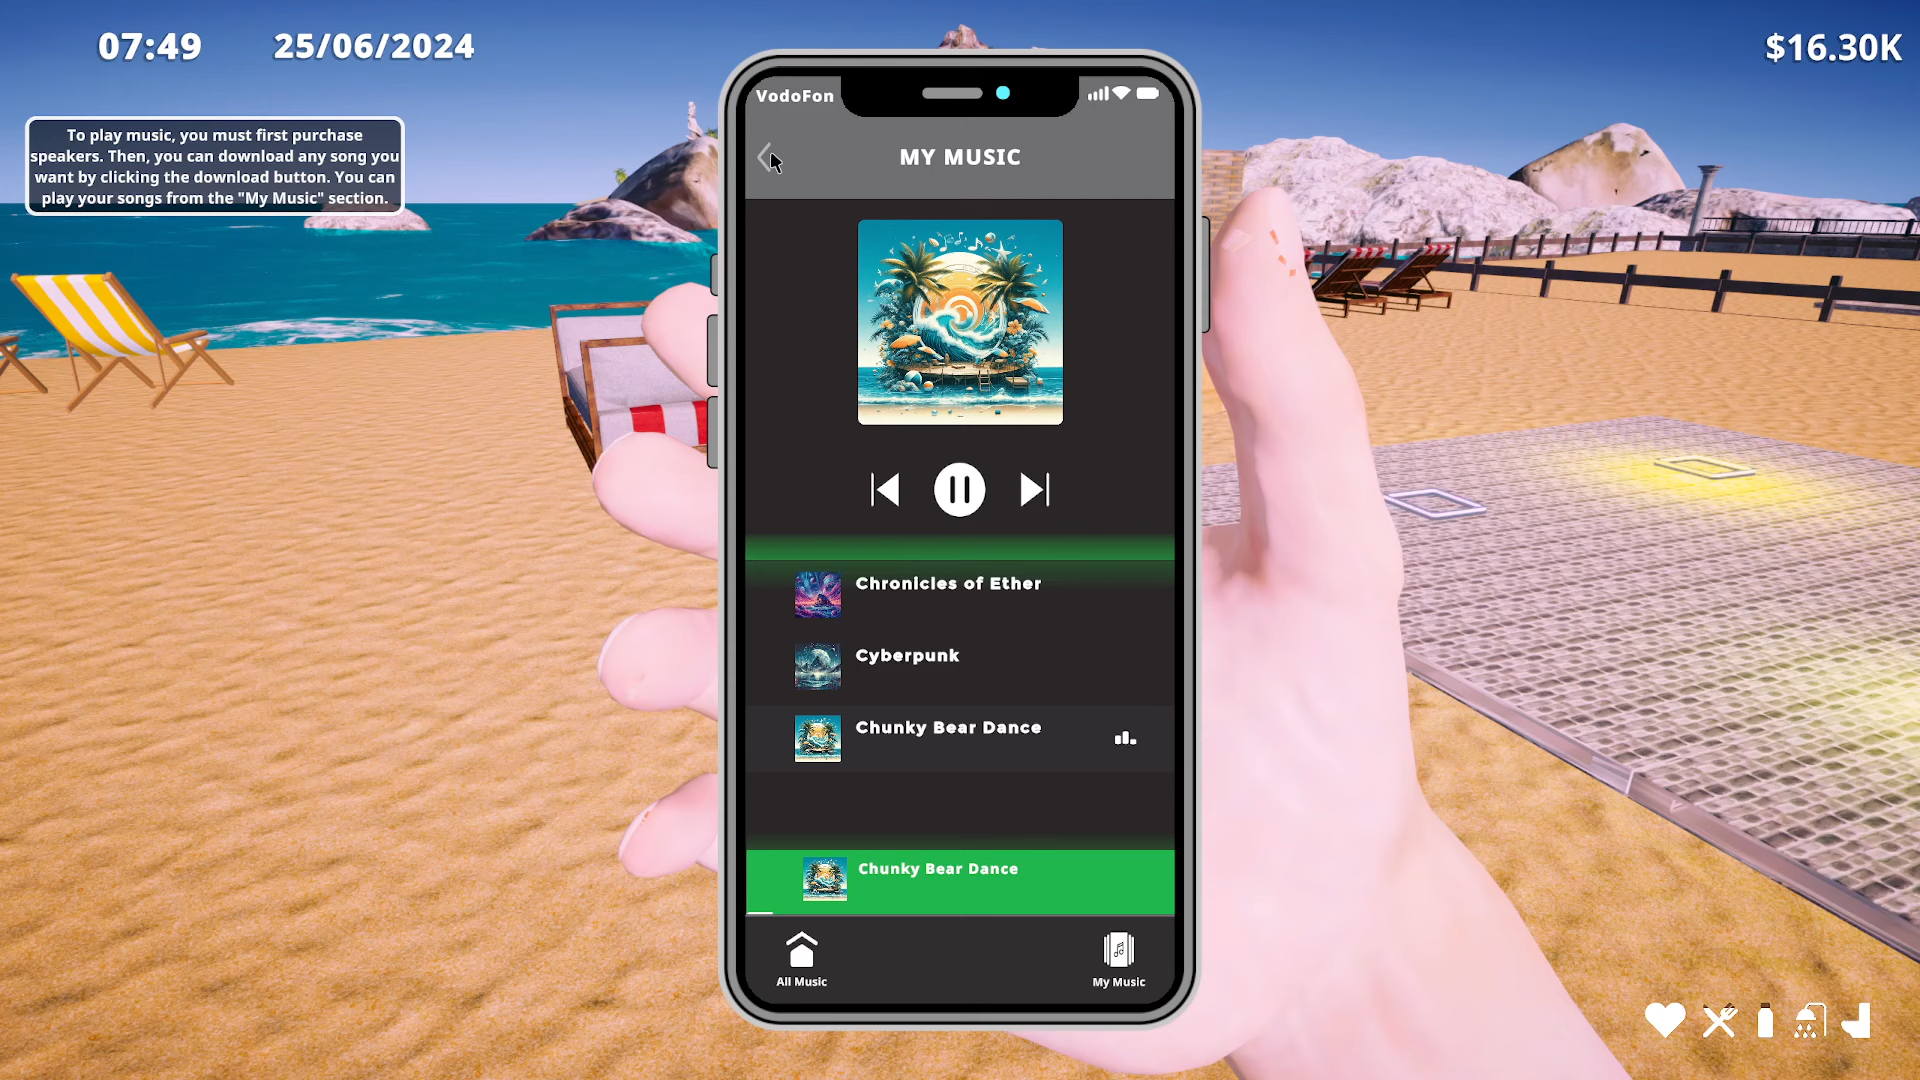 07:49
25/06/2024
$16.30K
To play music, you must first purchase
speakers. Then, you can download any song you
want by clicking the download button. You can
play your songs from the "My Music" section.
VodoFon
MY MUSIC
Chronicles of Ether
Cyberpunk
Chunky Bear Dance
Chunky Bear Dance
All Music
My Music